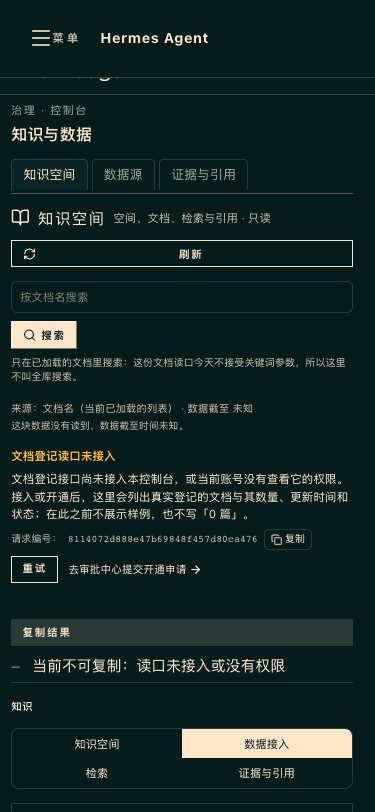 菜单 Hermes Agent
治理 · 控制台
知识与数据
知识空间 数据源 证据与引用
知识空间 空间、文档、检索与引用 · 只读
刷新
按文档名搜索
搜索
只在已加载的文档里搜索：这份文档读口今天不接受关键词参数，所以这里
不叫全库搜索。
来源：文档名（当前已加载的列表） · 数据截至 未知
这块数据没有读到，数据截至时间未知。
文档登记读口未接入
文档登记接口尚未接入本控制台，或当前账号没有查看它的权限。
接入或开通后，这里会列出真实登记的文档与其数量、更新时间和
状态；在此之前不展示样例，也不写「0 篇」。
请求编号： 8114072d888e47b69848f457d80ca476 复制
重试 去审批中心提交开通申请 →
复制结果
— 当前不可复制：读口未接入或没有权限
知识
知识空间 数据接入
检索 证据与引用